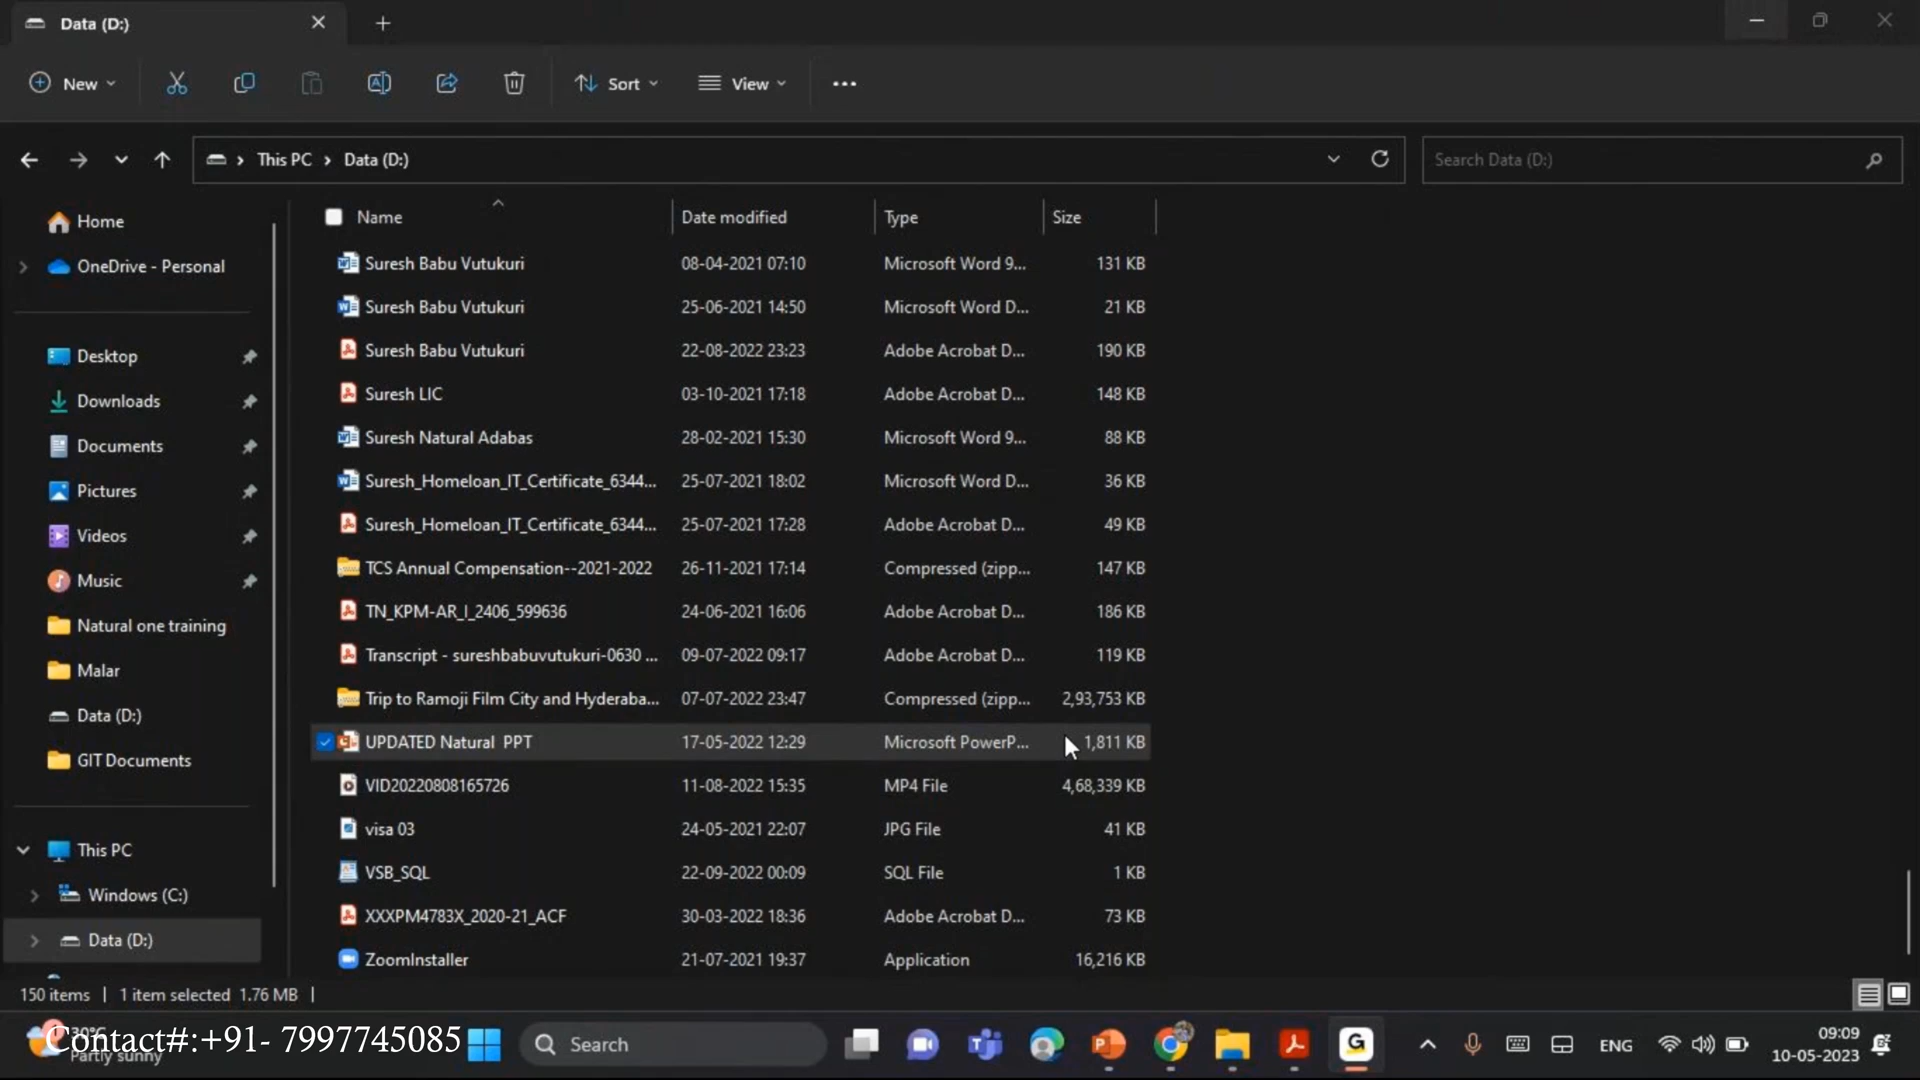 Data (D:)
New
Sort
View
This PC
Data (D:)
Search Data (D:)
Home
OneDrive - Personal
Desktop
Downloads
Documents
Pictures
Videos
Music
Natural one training
Malar
Data (D:)
GIT Documents
This PC
Windows (C:)
Data (D:)
Name Date modified Type Size
Suresh Babu Vutukuri 08-04-2021 07:10 Microsoft Word 9... 131 KB
Suresh Babu Vutukuri 25-06-2021 14:50 Microsoft Word D... 21 KB
Suresh Babu Vutukuri 22-08-2022 23:23 Adobe Acrobat D... 190 KB
Suresh LIC 03-10-2021 17:18 Adobe Acrobat D... 148 KB
Suresh Natural Adabas 28-02-2021 15:30 Microsoft Word 9... 88 KB
Suresh_Homeloan_IT_Certificate_6344... 25-07-2021 18:02 Microsoft Word D... 36 KB
Suresh_Homeloan_IT_Certificate_6344... 25-07-2021 17:28 Adobe Acrobat D... 49 KB
TCS Annual Compensation--2021-2022 26-11-2021 17:14 Compressed (zipp... 147 KB
TN_KPM-AR_I_2406_599636 24-06-2021 16:06 Adobe Acrobat D... 186 KB
Transcript - sureshbabuvutukuri-0630 ... 09-07-2022 09:17 Adobe Acrobat D... 119 KB
Trip to Ramoji Film City and Hyderaba... 07-07-2022 23:47 Compressed (zipp... 2,93,753 KB
UPDATED Natural  PPT 17-05-2022 12:29 Microsoft PowerP... 1,811 KB
VID20220808165726 11-08-2022 15:35 MP4 File 4,68,339 KB
visa 03 24-05-2021 22:07 JPG File 41 KB
VSB_SQL 22-09-2022 00:09 SQL File 1 KB
XXXPM4783X_2020-21_ACF 30-03-2022 18:36 Adobe Acrobat D... 73 KB
ZoomInstaller 21-07-2021 19:37 Application 16,216 KB
150 items 1 item selected 1.76 MB
30°C
Contact#:+91- 7997745085
Partly sunny
Search
ENG
09:09
10-05-2023